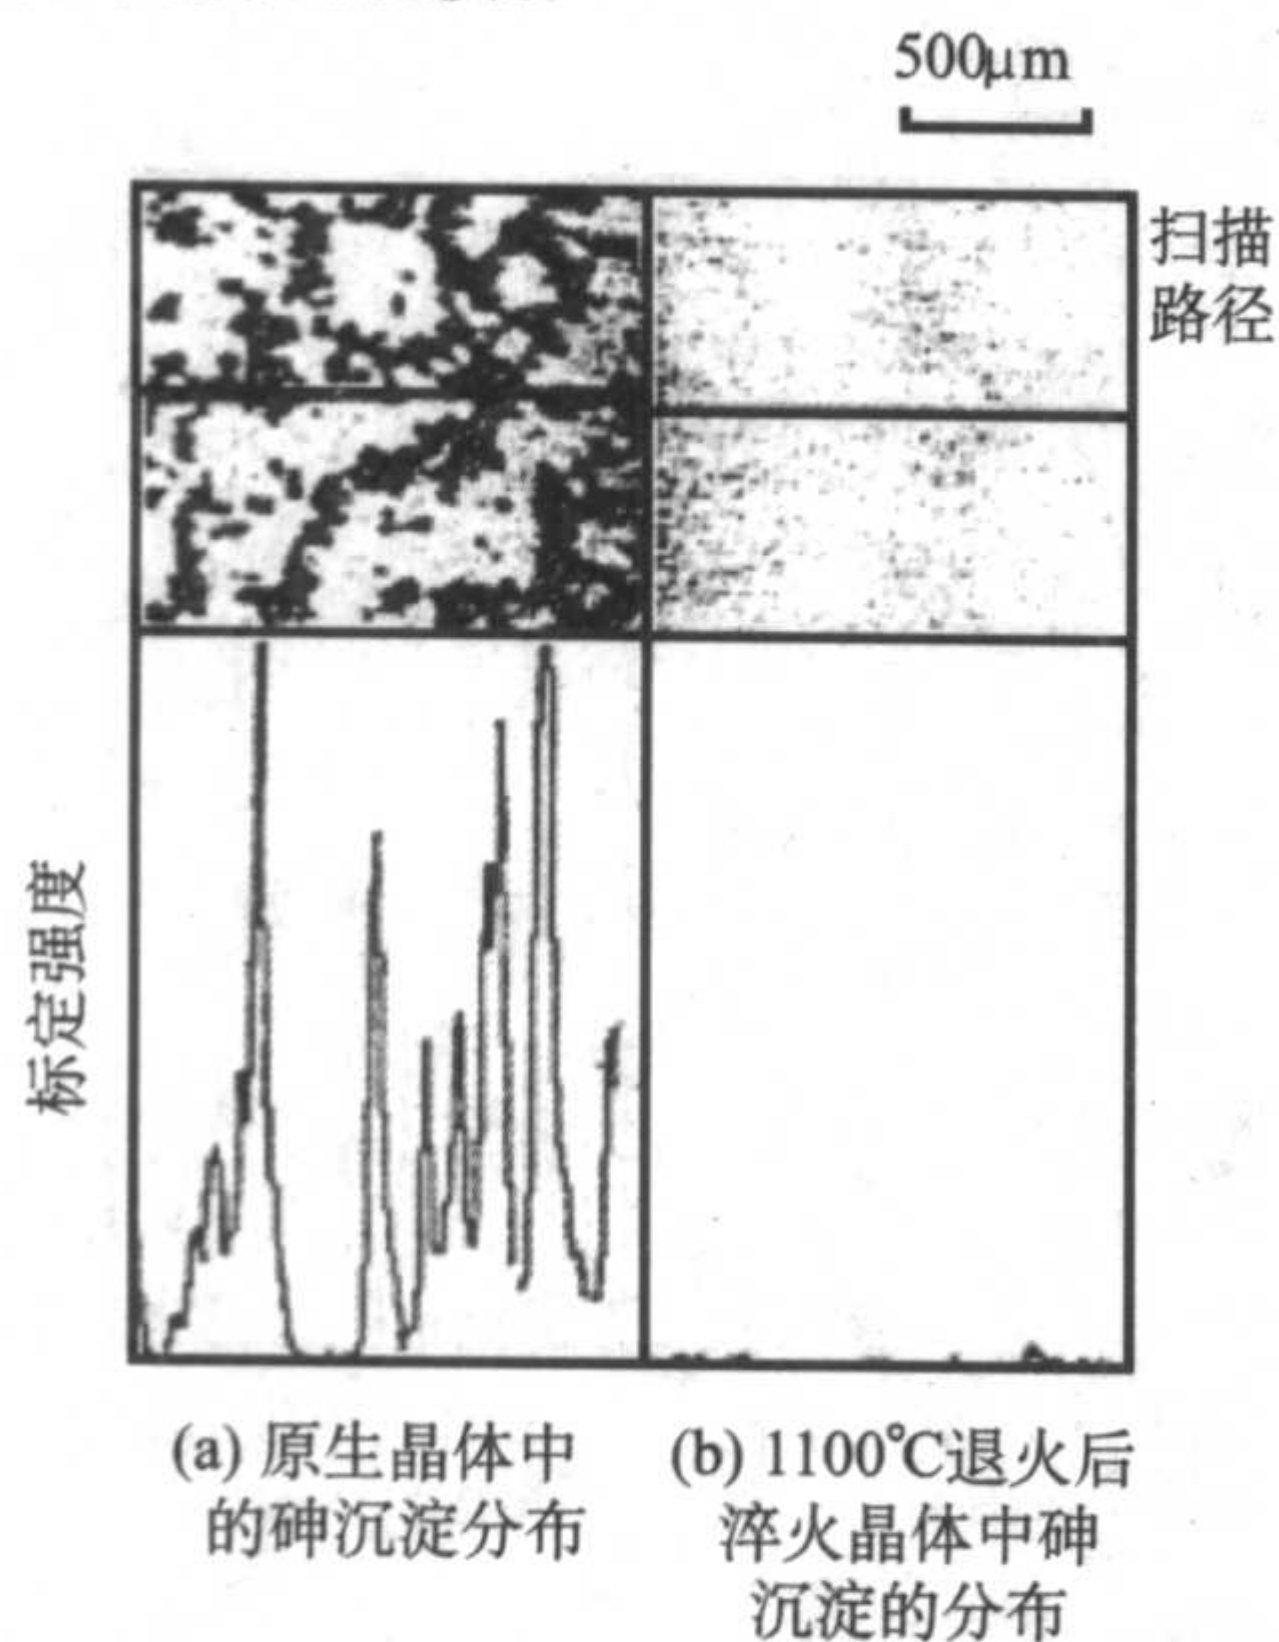 500μm
扫描
路径
标定强度
(a) 原生晶体中
的砷沉淀分布
(b) 1100℃退火后
淬火晶体中砷
沉淀的分布